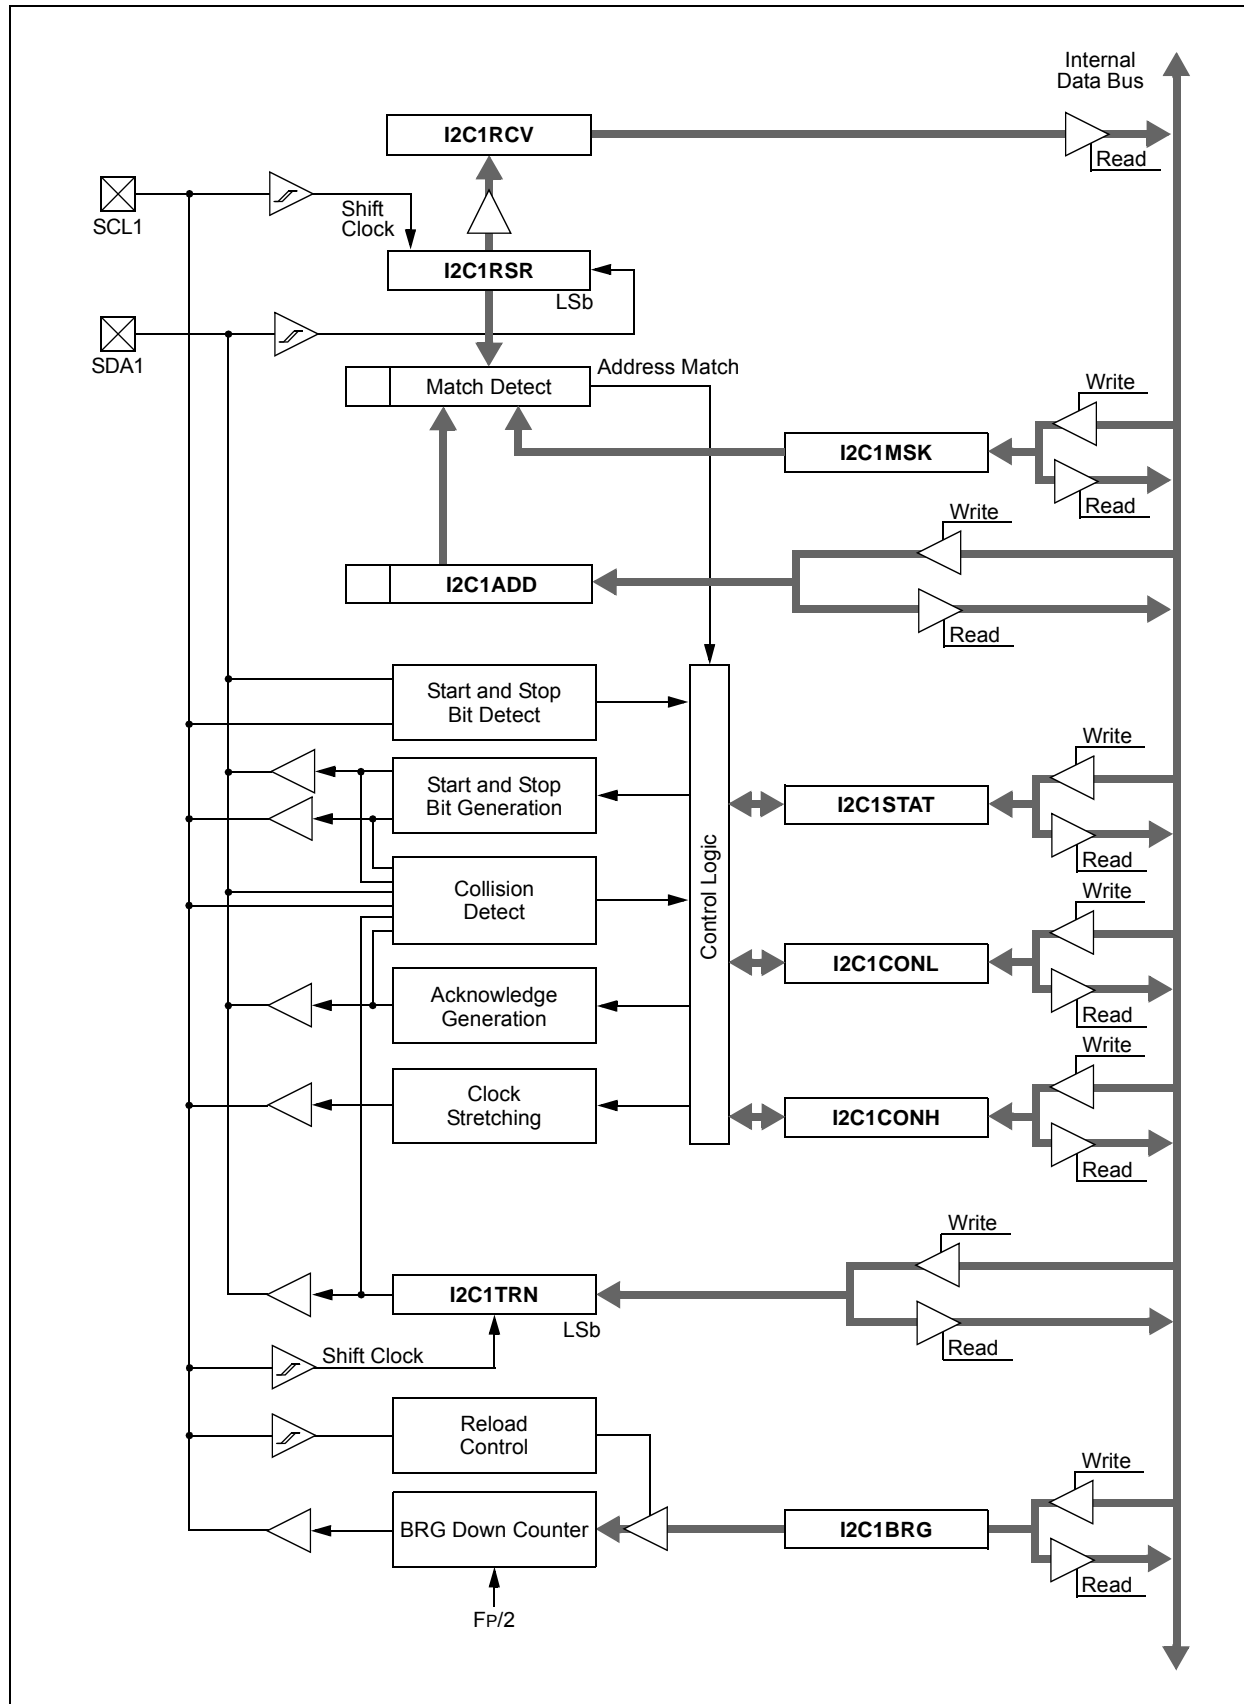 Internal
Data Bus
I2C1RCV
Read
SCL1
Shift
Clock
I2C1RSR
LSb
SDA1
Address Match
Match Detect
Write
I2C1MSK
Read
Write
I2C1ADD
Read
Start and Stop
Bit Detect
Write
Start and Stop
Bit Generation
I2C1STAT
Read
Collision
Detect
Control Logic
Write
I2C1CONL
Read
Acknowledge
Generation
Write
Clock
Stretching
I2C1CONH
Read
Write
I2C1TRN
LSb
Read
Shift Clock
Reload
Control
Write
BRG Down Counter
I2C1BRG
Read
FP/2